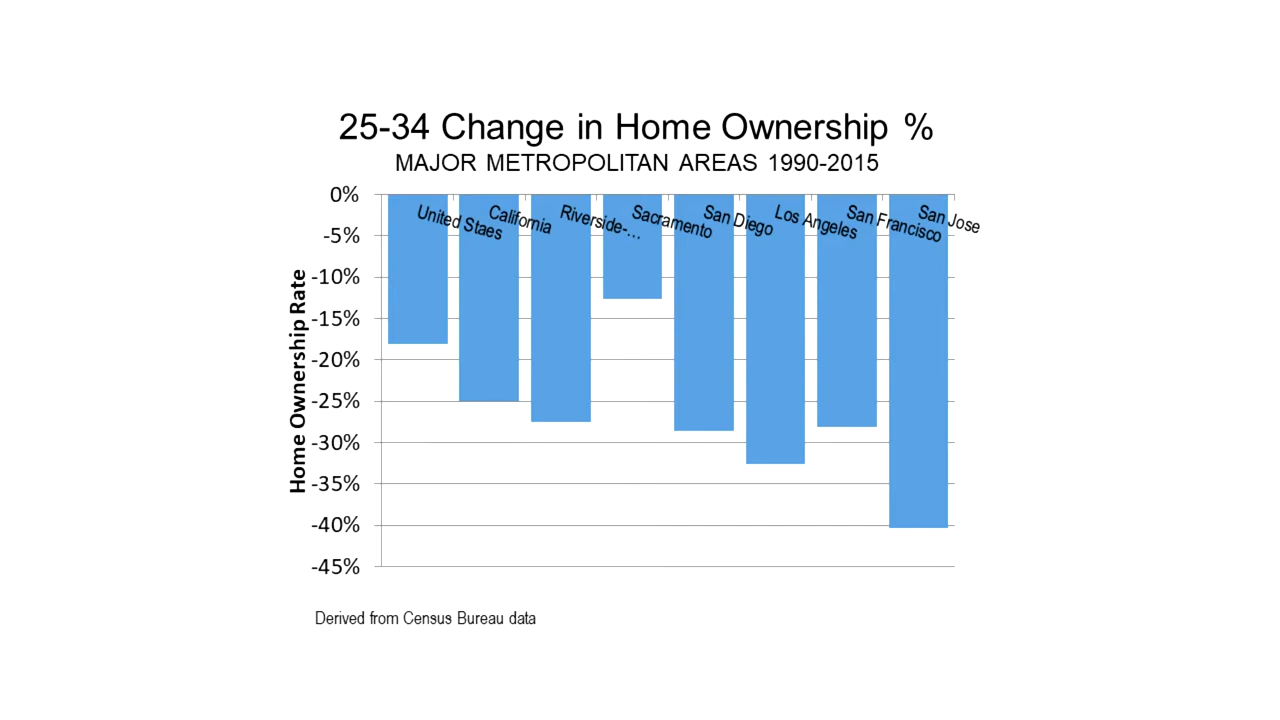 25-34 Change in Home Ownership %
MAJOR METROPOLITAN AREAS 1990-2015
Home Ownership Rate
0%
-5%
-10%
-15%
-20%
-25%
-30%
-35%
-40%
-45%
United Staes
California
Riverside-...
Sacramento
San Diego
Los Angeles
San Francisco
San Jose
Derived from Census Bureau data